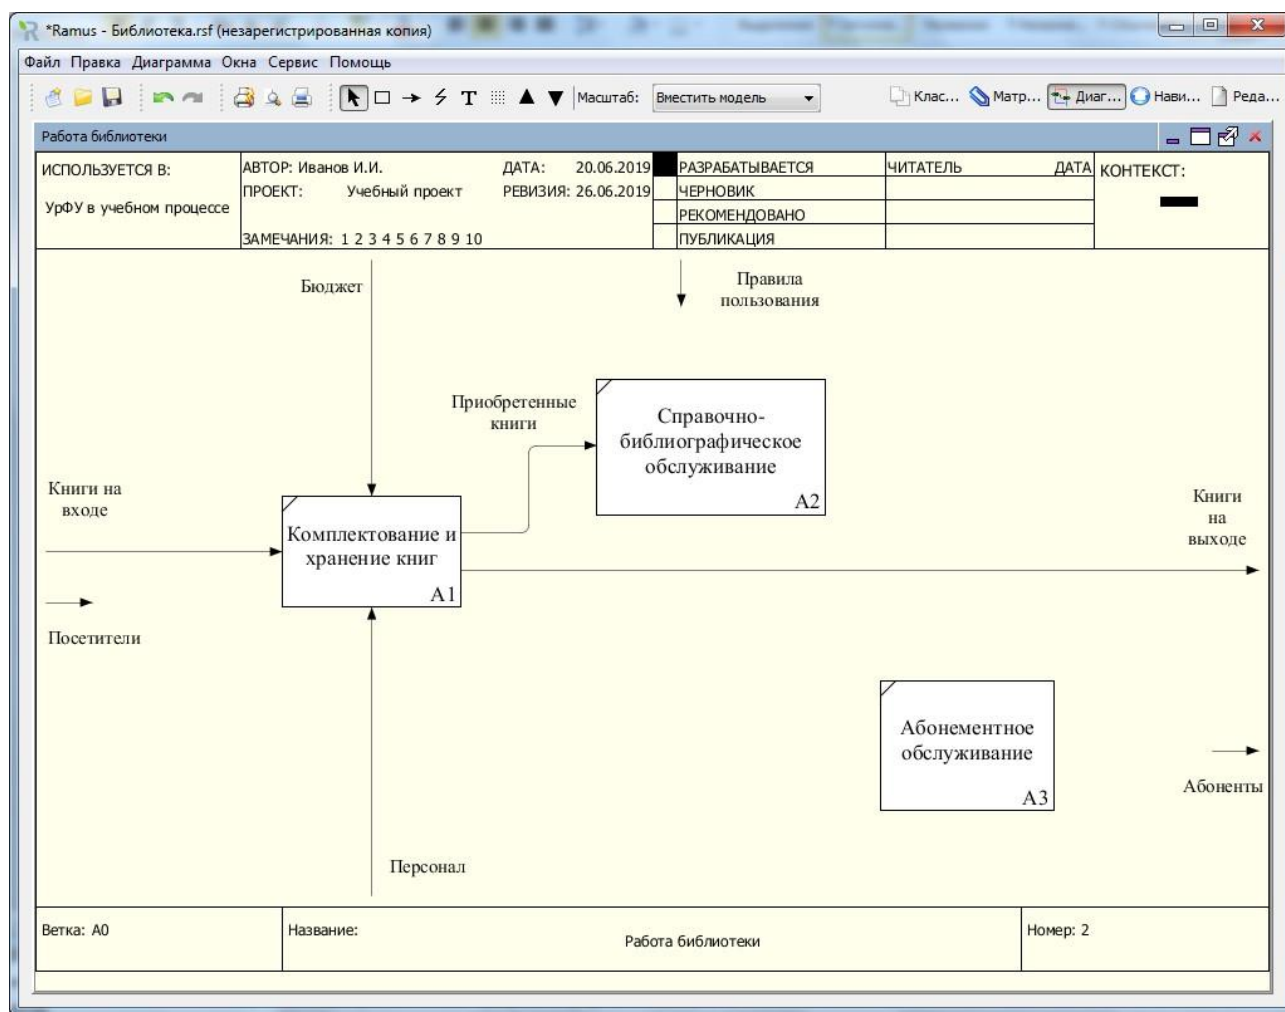 *Ramus - Библиотека.rsf (незарегистрированная копия)
Файл Правка Диаграмма Окна Сервис Помощь
Масштаб: Вместить модель Клас... Матр... Диаг... Нави... Реда...
Работа библиотеки
ИСПОЛЬЗУЕТСЯ В:
УрФУ в учебном процессе
АВТОР: Иванов И.И. ДАТА: 20.06.2019
ПРОЕКТ: Учебный проект РЕВИЗИЯ: 26.06.2019
ЗАМЕЧАНИЯ: 1 2 3 4 5 6 7 8 9 10
РАЗРАБАТЫВАЕТСЯ
ЧЕРНОВИК
РЕКОМЕНДОВАНО
ПУБЛИКАЦИЯ
ЧИТАТЕЛЬ ДАТА
КОНТЕКСТ:
Бюджет
Правила
пользования
Приобретенные
книги
Справочно-
библиографическое
обслуживание
A2
Книги на
входе
Комплектование и
хранение книг
A1
Книги
на
выходе
Посетители
Абонементное
обслуживание
A3
Абоненты
Персонал
Ветка: A0
Название:
Работа библиотеки
Номер: 2